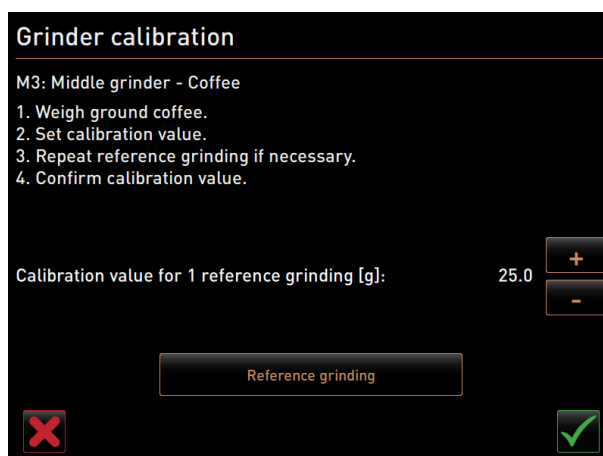 Grinder calibration
M3: Middle grinder - Coffee
1. Weigh ground coffee.
2. Set calibration value.
3. Repeat reference grinding if necessary.
4. Confirm calibration value.
Calibration value for 1 reference grinding [g]: 25.0
+
-
Reference grinding